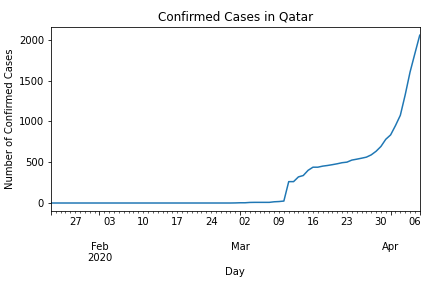 Confirmed Cases in Qatar
Number of Confirmed Cases
2000
1500
1000
500
0
27 03 10 17 24 02 09 16 23 30 06
Feb Mar Apr
2020
Day